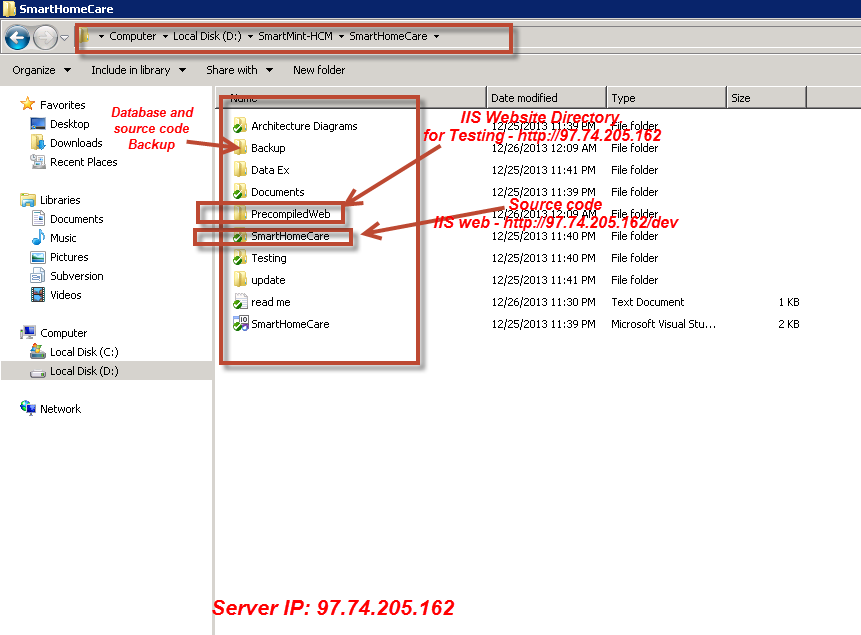 SmartHomeCare
Computer Local Disk (D:) SmartMint-HCM SmartHomeCare
Organize Include in library Share with New folder
Favorites
Desktop
Downloads
Recent Places
Libraries
Documents
Music
Pictures
Subversion
Videos
Computer
Local Disk (C:)
Local Disk (D:)
Network
Name Date modified Type Size
Architecture Diagrams 12/25/2013 11:39 PM File folder
Backup 12/26/2013 12:09 AM File folder
Data Ex 12/25/2013 11:41 PM File folder
Documents 12/25/2013 11:39 PM File folder
PrecompiledWeb 12/26/2013 12:09 AM File folder
SmartHomeCare 12/25/2013 11:40 PM File folder
Testing 12/25/2013 11:40 PM File folder
update 12/25/2013 11:41 PM File folder
read me 12/26/2013 11:30 PM Text Document 1 KB
SmartHomeCare 12/25/2013 11:39 PM Microsoft Visual Stu... 2 KB
Database and
source code
Backup
IIS Website Directory
for Testing - http://97.74.205.162
Source code
IIS web - http://97.74.205.162/dev
Server IP: 97.74.205.162